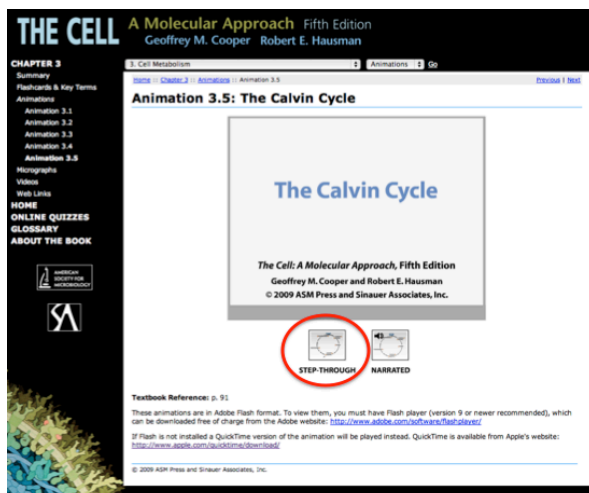 THE CELL
A Molecular Approach Fifth Edition
Geoffrey M. Cooper Robert E. Hausman
CHAPTER 3
Summary
Flashcards & Key Terms
Animations
Animation 3.1
Animation 3.2
Animation 3.3
Animation 3.4
Animation 3.5
Micrographs
Videos
Web Links
HOME
ONLINE QUIZZES
GLOSSARY
ABOUT THE BOOK
AMERICAN
SOCIETY FOR
MICROBIOLOGY
SA
3. Cell Metabolism Animations Go
Home :: Chapter 3 :: Animations :: Animation 3.5 Previous | Next
Animation 3.5: The Calvin Cycle
The Calvin Cycle
The Cell: A Molecular Approach, Fifth Edition
Geoffrey M. Cooper and Robert E. Hausman
© 2009 ASM Press and Sinauer Associates, Inc.
STEP-THROUGH NARRATED
Textbook Reference: p. 91
These animations are in Adobe Flash format. To view them, you must have Flash player (version 9 or newer recommended), which
can be downloaded free of charge from the Adobe website: http://www.adobe.com/software/flashplayer/
If Flash is not installed a QuickTime version of the animation will be played instead. QuickTime is available from Apple's website:
http://www.apple.com/quicktime/download/
© 2009 ASM Press and Sinauer Associates, Inc.